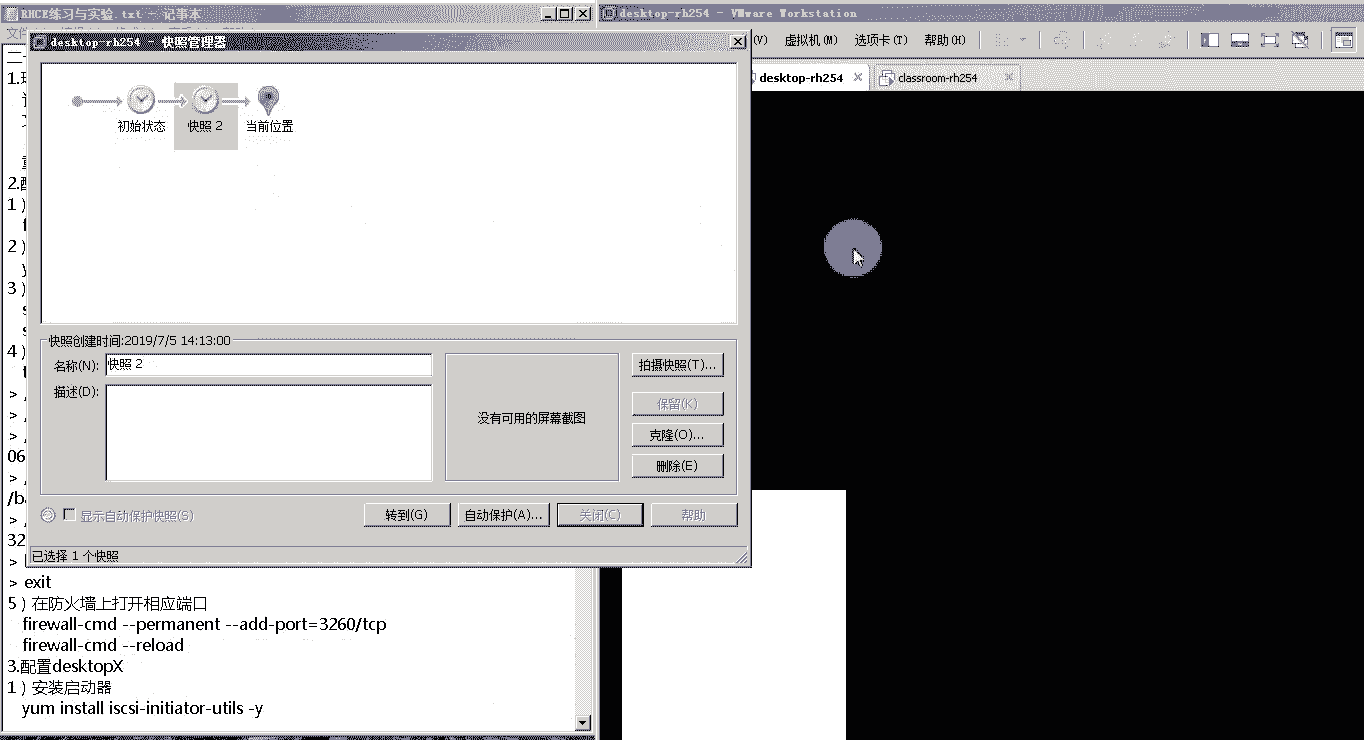 RHCE练习与实验.txt - 记事本
desktop-rh254 - VMware Workstation
desktop-rh254 - 快照管理器
(V) 虚拟机(M) 选项卡(T) 帮助(H)
desktop-rh254
classroom-rh254
初始状态
快照 2
当前位置
快照创建时间:2019/7/5 14:13:00
名称(N):
快照 2
描述(D):
没有可用的屏幕截图
拍摄快照(T)...
保留(K)
克隆(O)...
删除(E)
显示自动保护快照(S)
转到(G)
自动保护(A)...
关闭(C)
帮助
已选择 1 个快照
1.
2.
1）
2）
3）
4）
>
>
>
06
>
/b
>
32
>
> exit
5）在防火墙上打开相应端口
firewall-cmd --permanent --add-port=3260/tcp
firewall-cmd --reload
3.配置desktopX
1）安装启动器
yum install iscsi-initiator-utils -y